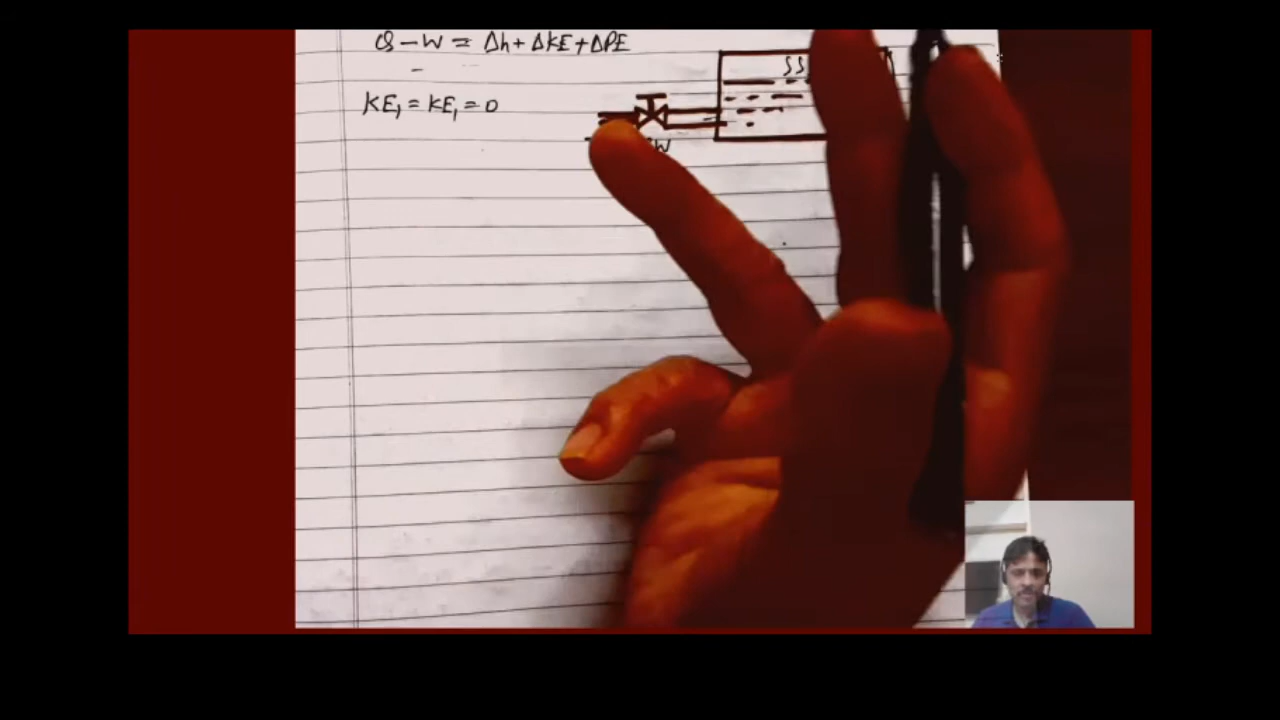 Q - W = Δh + ΔKE + ΔPE
KE₁ = KE₁ = 0
W